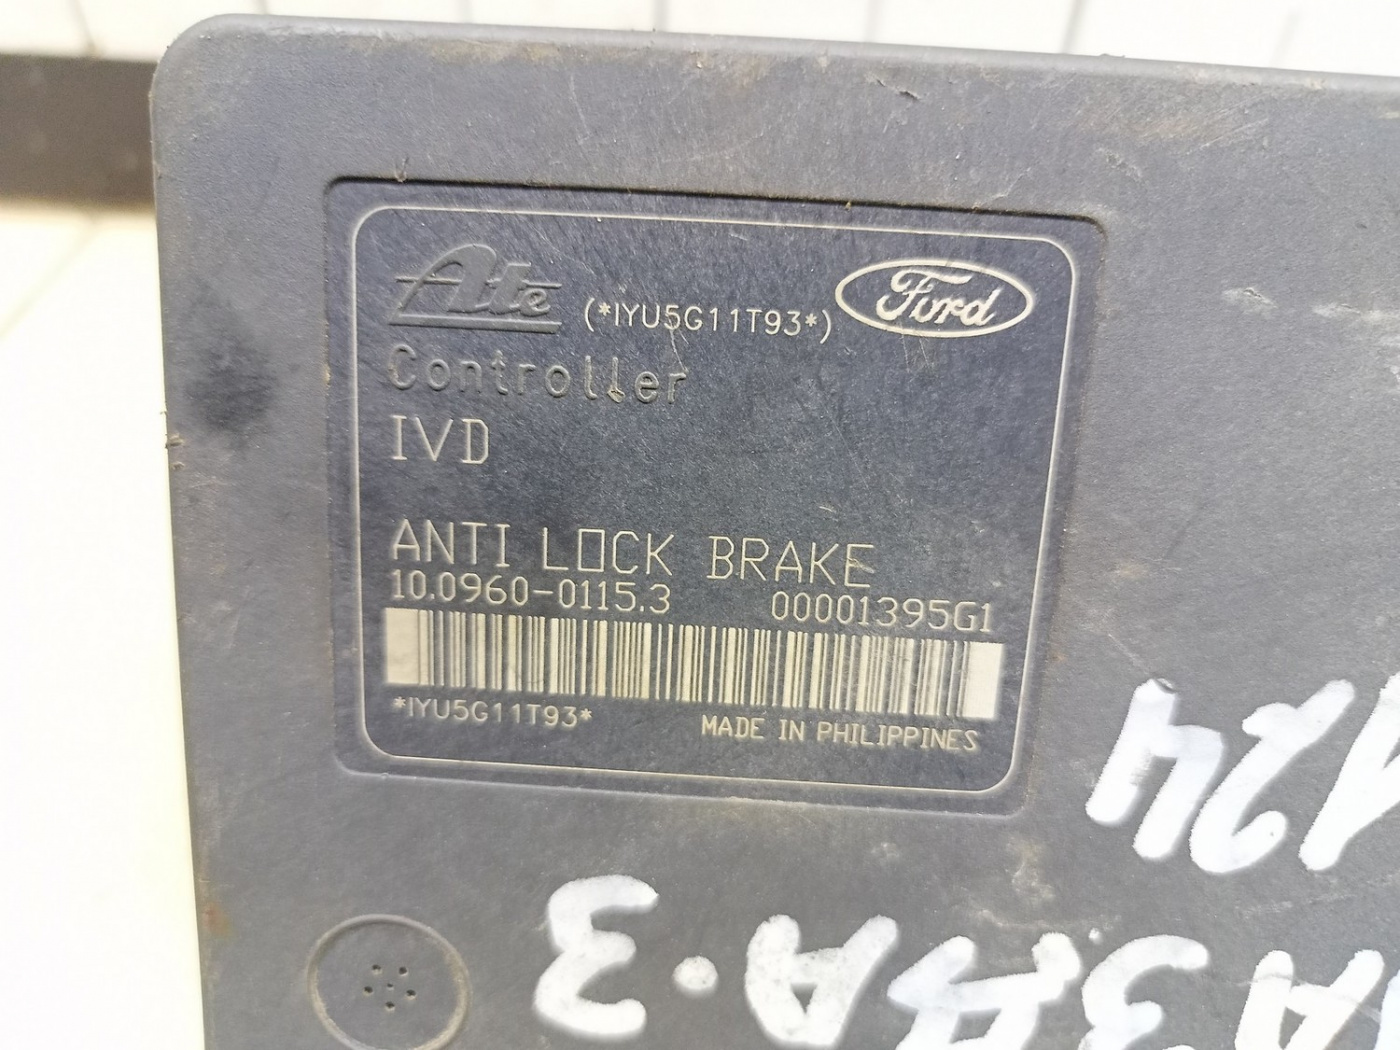 Ate (*IYU5G11T93*) Ford
Controller
IVD
ANTI LOCK BRAKE
10.0960-0115.3 00001395G1
*IYU5G11T93*
MADE IN PHILIPPINES